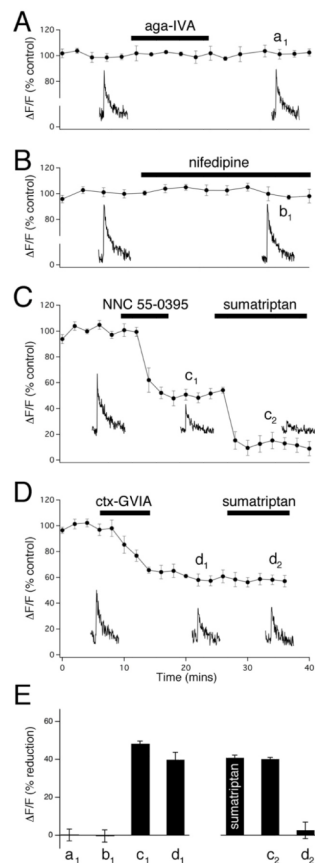 A
aga-IVA
a1
ΔF/F (% control)
120
100
80
0
B
nifedipine
b1
ΔF/F (% control)
120
100
80
0
C
NNC 55-0395
sumatriptan
c1
c2
ΔF/F (% control)
120
100
80
60
40
20
0
D
ctx-GVIA
sumatriptan
d1
d2
ΔF/F (% control)
120
100
80
60
40
20
0
0 10 20 30 40
Time (mins)
E
ΔF/F (% reduction)
60
40
20
0
sumatriptan
a1 b1 c1 d1 c2 d2